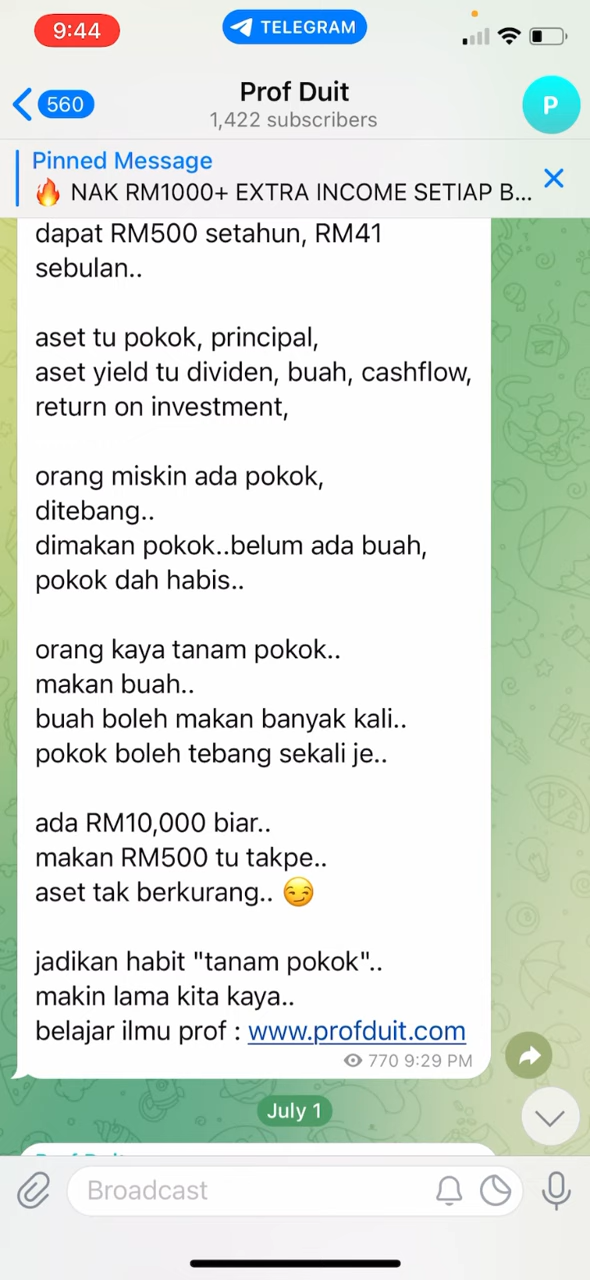 9:44
TELEGRAM
560
Prof Duit
P
1,422 subscribers
Pinned Message
🔥 NAK RM1000+ EXTRA INCOME SETIAP B...
dapat RM500 setahun, RM41
sebulan..
aset tu pokok, principal,
aset yield tu dividen, buah, cashflow,
return on investment,
orang miskin ada pokok,
ditebang..
dimakan pokok..belum ada buah,
pokok dah habis..
orang kaya tanam pokok..
makan buah..
buah boleh makan banyak kali..
pokok boleh tebang sekali je..
ada RM10,000 biar..
makan RM500 tu takpe..
aset tak berkurang.. 😏
jadikan habit "tanam pokok"..
makin lama kita kaya..
belajar ilmu prof : www.profduit.com
770 9:29 PM
July 1
Broadcast